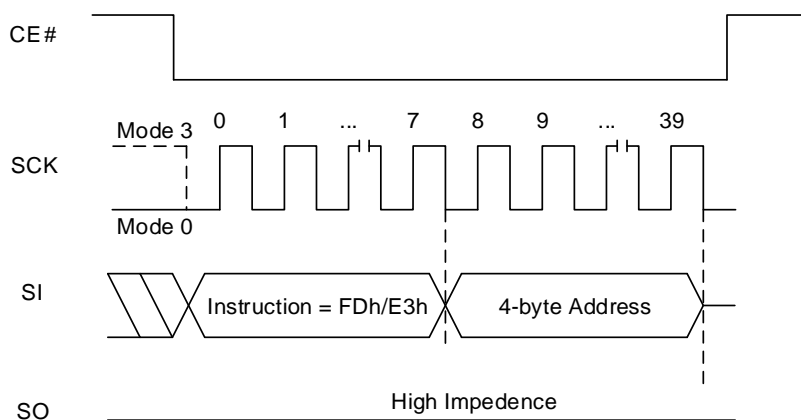 CE#
0 1 ... 7 8 9 ... 39
Mode 3
SCK
Mode 0
SI
Instruction = FDh/E3h
4-byte Address
High Impedence
SO